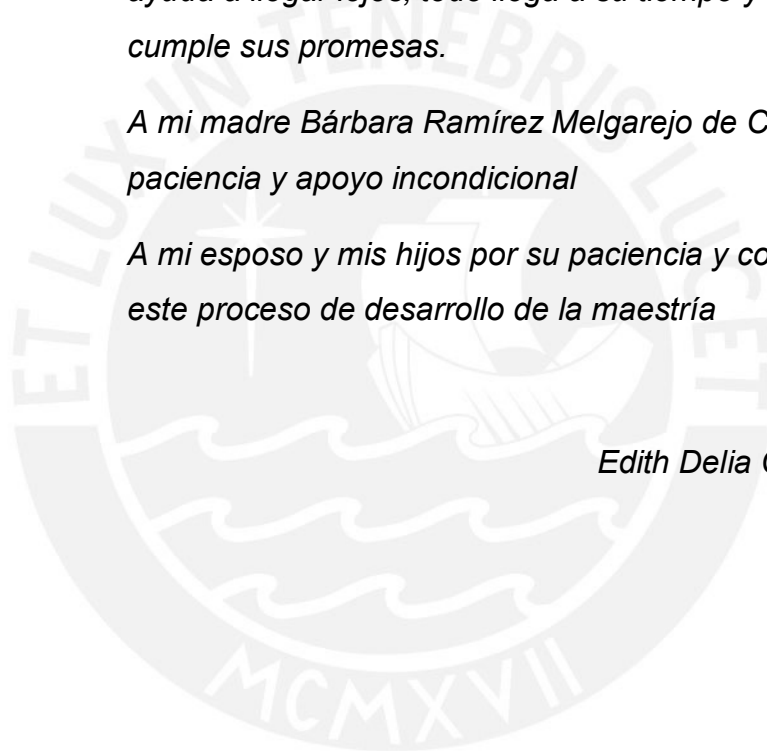 cumple sus promesas.
A mi madre Bárbara Ramírez Melgarejo de
paciencia y apoyo incondicional
A mi esposo y mis hijos por su paciencia y
este proceso de desarrollo de la maestría
Edith Delia
ET LUX IN TENEBRIS LUCET
MCMXVII